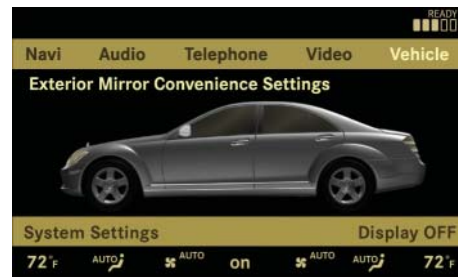 READY
Navi Audio Telephone Video Vehicle
Exterior Mirror Convenience Settings
System Settings Display OFF
72°F AUTO AUTO on AUTO AUTO 72°F